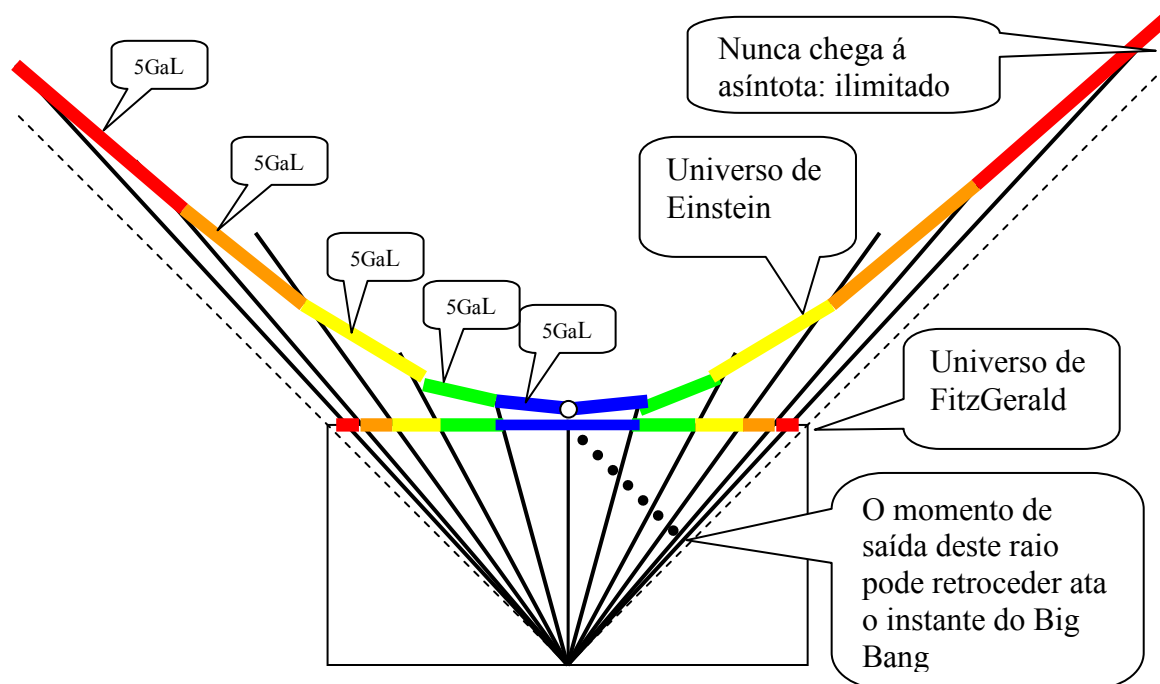 5GaL
5GaL
5GaL
5GaL
5GaL
Nunca chega á
asíntota: ilimitado
Universo de
Einstein
Universo de
FitzGerald
O momento de
saída deste raio
pode retroceder ata
o instante do Big
Bang